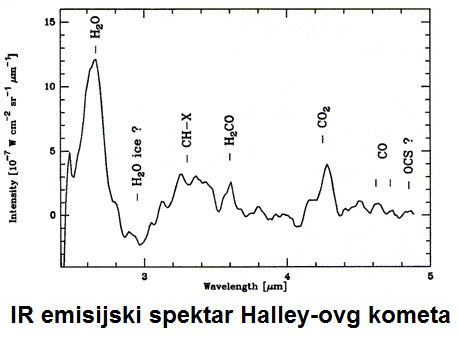 15
10
5
0
Intensity [10⁻⁷ W cm⁻² sr⁻¹ μm⁻¹]
H₂O
H₂O ice ?
CH-X
H₂CO
CO₂
CO
OCS ?
3
4
5
Wavelength [μm]
IR emisijski spektar Halley-ovg kometa